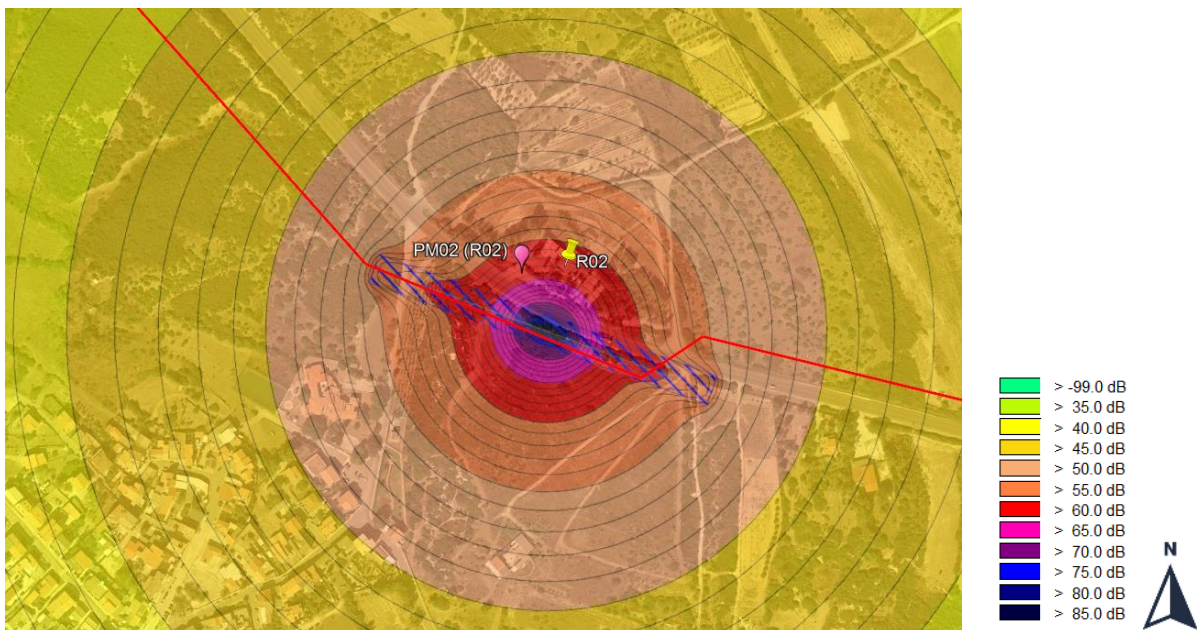 PM02 (R02)
R02
> -99.0 dB
> 35.0 dB
> 40.0 dB
> 45.0 dB
> 50.0 dB
> 55.0 dB
> 60.0 dB
> 65.0 dB
> 70.0 dB
> 75.0 dB
> 80.0 dB
> 85.0 dB
N